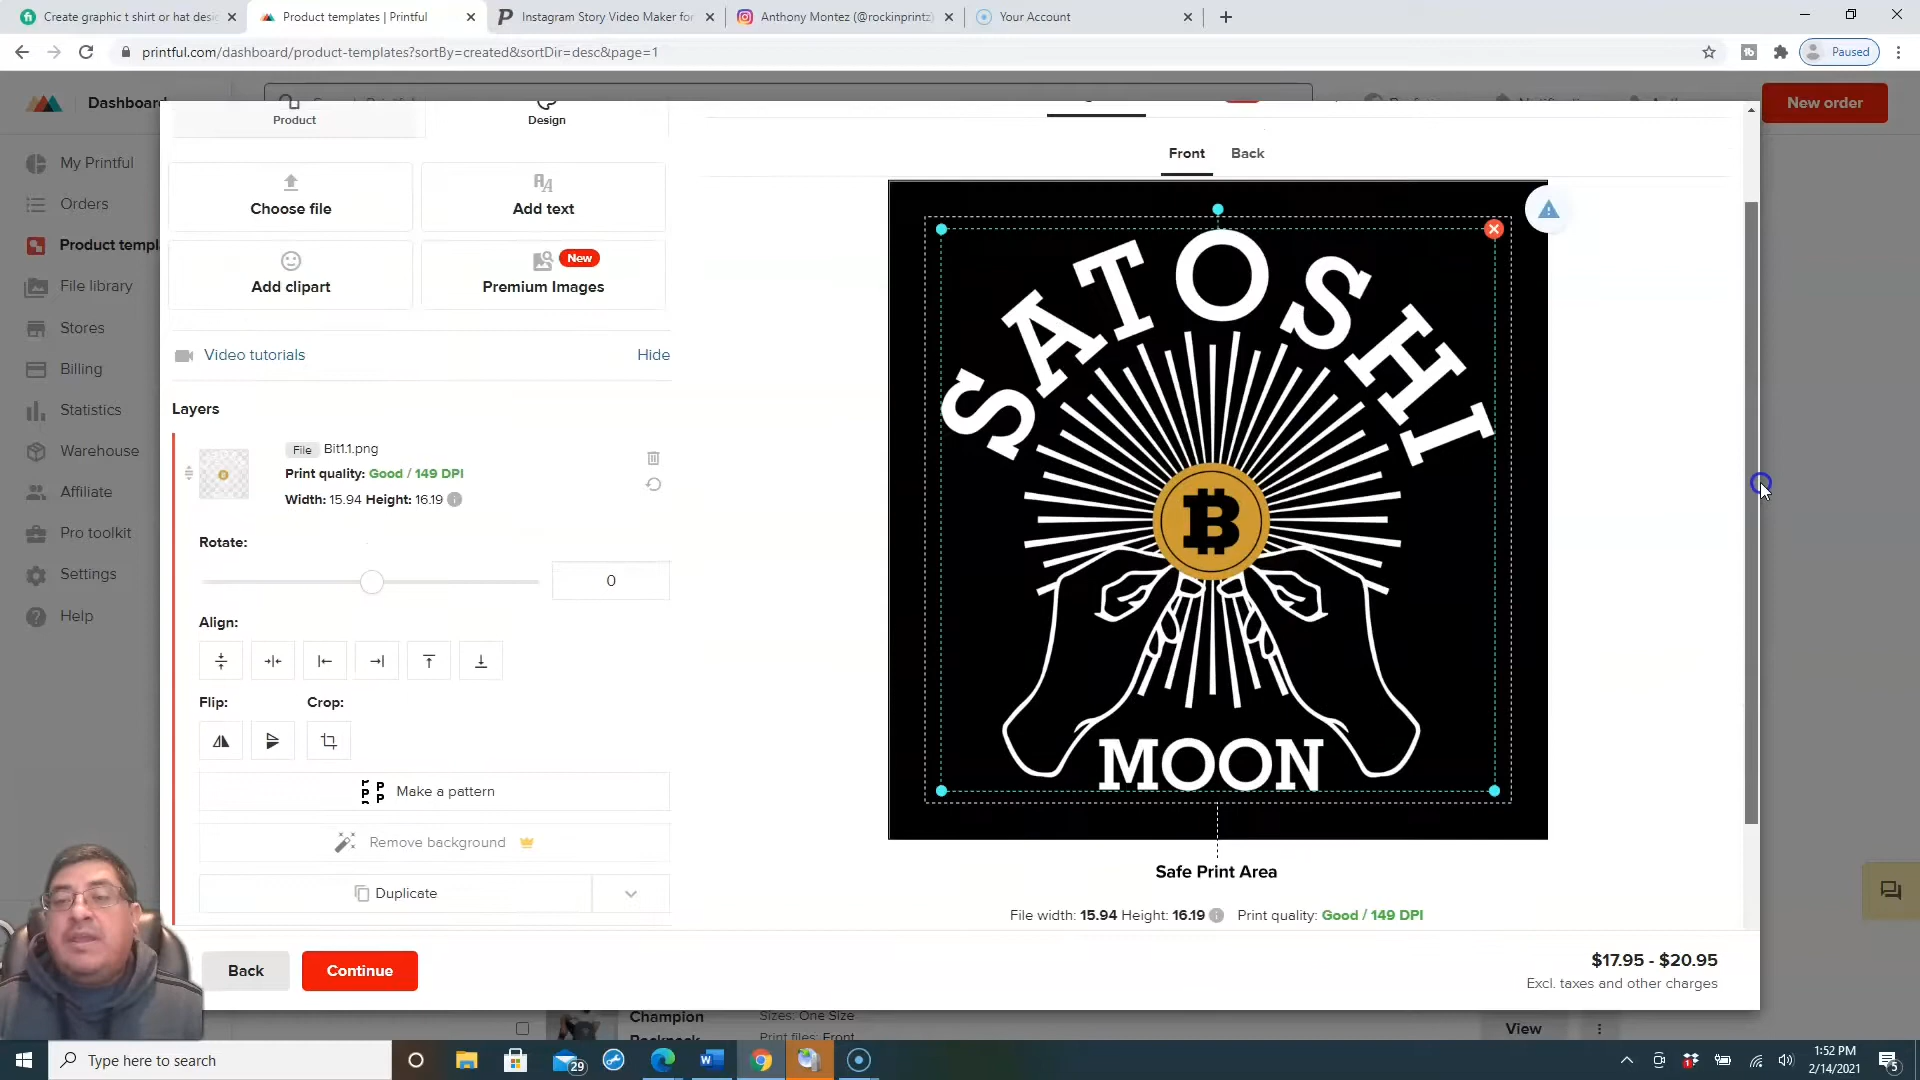 Create graphic t shirt or hat desi
Product templates | Printful
Instagram Story Video Maker for
Anthony Montez (@rockinprintz)
Your Account
printful.com/dashboard/product-templates?sortBy=created&sortDir=desc&page=1
Paused
Dashboard
New order
My Printful
Orders
Product templ
File library
Stores
Billing
Statistics
Warehouse
Affiliate
Pro toolkit
Settings
Help
Product
Design
Choose file
Add text
Add clipart
New
Premium Images
Video tutorials
Hide
Layers
File Bit1.1.png
Print quality: Good / 149 DPI
Width: 15.94 Height: 16.19
Rotate:
0
Align:
Flip:
Crop:
Make a pattern
Remove background
Duplicate
Back
Continue
Front
Back
SATOSHI
MOON
Safe Print Area
File width: 15.94 Height: 16.19 Print quality: Good / 149 DPI
$17.95 - $20.95
Excl. taxes and other charges
Champion
Sizes: One Size
Print files: Front
View
Type here to search
29
1:52 PM
2/14/2021
5